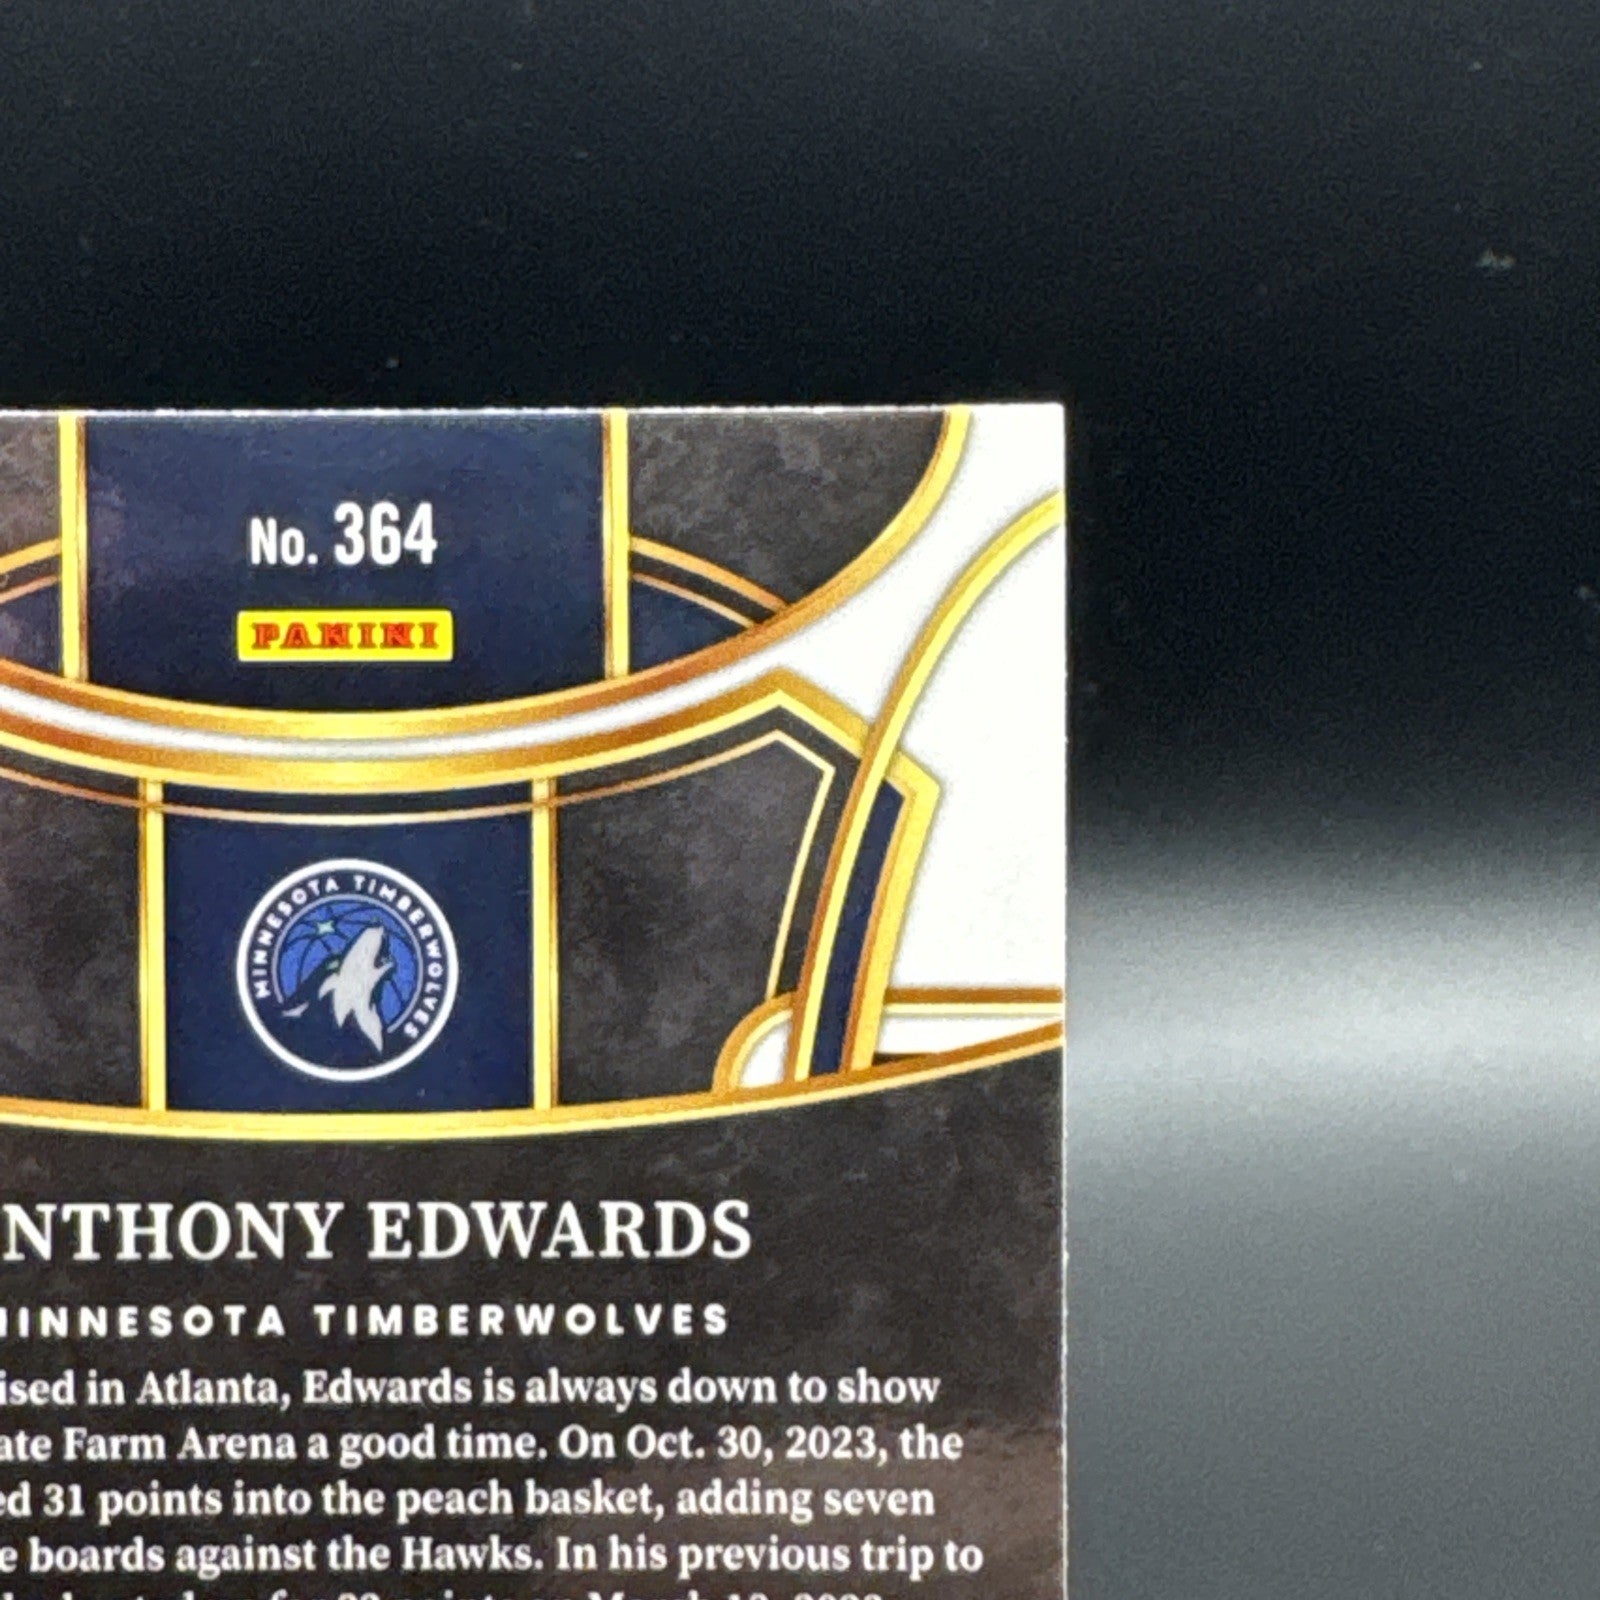 No. 364
PANINI
MINNESOTA TIMBERWOLVES
NTHONY EDWARDS
MINNESOTA TIMBERWOLVES
ised in Atlanta, Edwards is always down to show
ate Farm Arena a good time. On Oct. 30, 2023, the
ed 31 points into the peach basket, adding seven
e boards against the Hawks. In his previous trip to